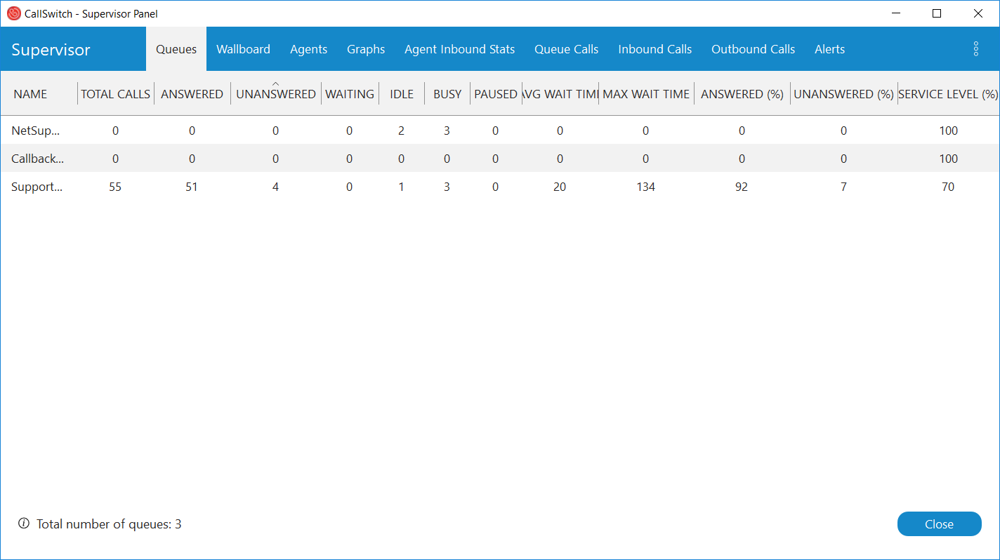 CallSwitch - Supervisor Panel
Supervisor Queues Wallboard Agents Graphs Agent Inbound Stats Queue Calls Inbound Calls Outbound Calls Alerts
NAME TOTAL CALLS ANSWERED UNANSWERED WAITING IDLE BUSY PAUSED AVG WAIT TIME MAX WAIT TIME ANSWERED (%) UNANSWERED (%) SERVICE LEVEL (%)
NetSup... 0 0 0 0 2 3 0 0 0 0 0 100
Callback... 0 0 0 0 0 0 0 0 0 0 0 100
Support... 55 51 4 0 1 3 0 20 134 92 7 70
Total number of queues: 3
Close